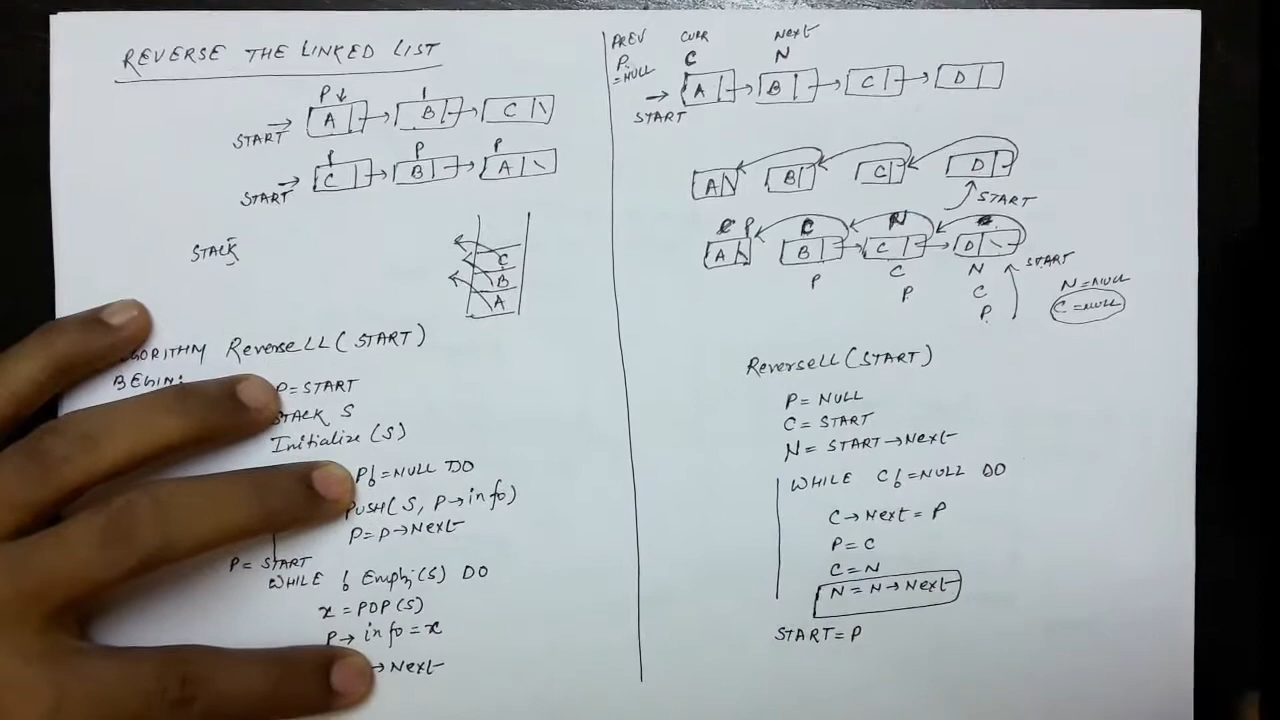 REVERSE THE LINKED LIST
P
A B C
START
P P P
C B A
START
STACK
C
B
A
ALGORITHM ReverseLL(START)
BEGIN:
P=START
STACK S
Initialize(S)
P!=NULL DO
PUSH(S, P→info)
P=P→Next
P=START
WHILE ! Empty(S) DO
x=POP(S)
P→info=x
→Next
PREV CURR Next
P C N
=NULL
A B C D
START
A B C D
START
C P C N
A B C D
START
P C N
P C
P
N=NULL
C=NULL
ReverseLL(START)
P=NULL
C=START
N=START→Next
WHILE C!=NULL DO
C→Next=P
P=C
C=N
N=N→Next
START=P